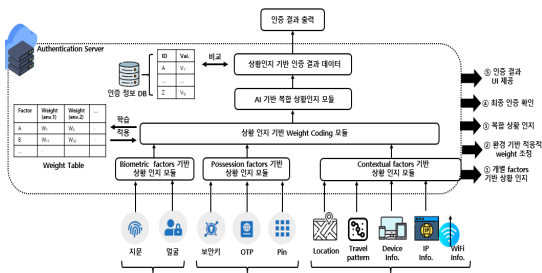 인증 결과 출력
Authentication Server
ID Val.
A V₁
... ...
Z V₉
인증 정보 DB
비교
상황인지 기반 인증 결과 데이터
AI 기반 복합 상황인지 모듈
Factor Weight (env.1) Weight (env.2) ...
A W₁ W₂
B W₁₁ W₂₂
Weight Table
학습
적용
상황 인지 기반 Weight Coding 모듈
Biometric factors 기반
상황 인지 모듈
Possession factors 기반
상황 인지 모듈
Contextual factors 기반
상황 인지 모듈
⑤ 인증 결과
UI 제공
④ 최종 인증 확인
③ 복합 상황 인지
② 환경 기반 적응적
weight 조정
① 개별 factors
기반 상황 인지
지문
얼굴
보안키
OTP
Pin
Location
Travel
pattern
Device
Info.
IP
Info.
WiFi
Info.